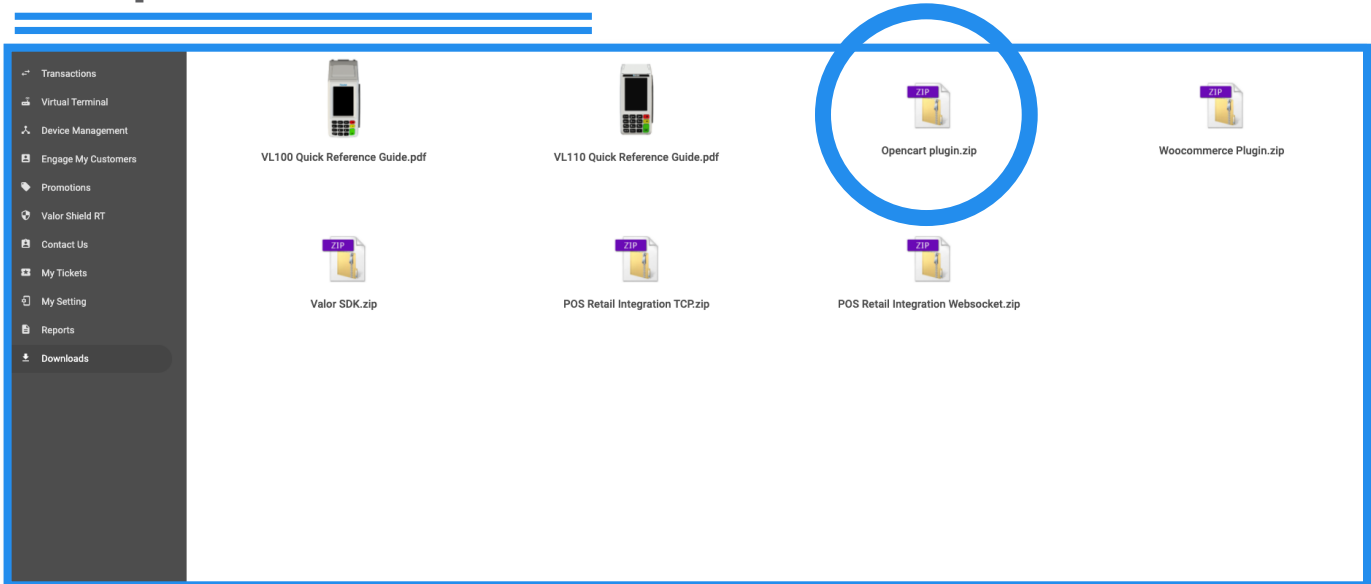 Transactions
Virtual Terminal
Device Management
Engage My Customers
Promotions
Valor Shield RT
Contact Us
My Tickets
My Setting
Reports
Downloads
VL100 Quick Reference Guide.pdf
VL110 Quick Reference Guide.pdf
ZIP
Opencart plugin.zip
ZIP
Woocommerce Plugin.zip
ZIP
Valor SDK.zip
ZIP
POS Retail Integration TCP.zip
ZIP
POS Retail Integration Websocket.zip